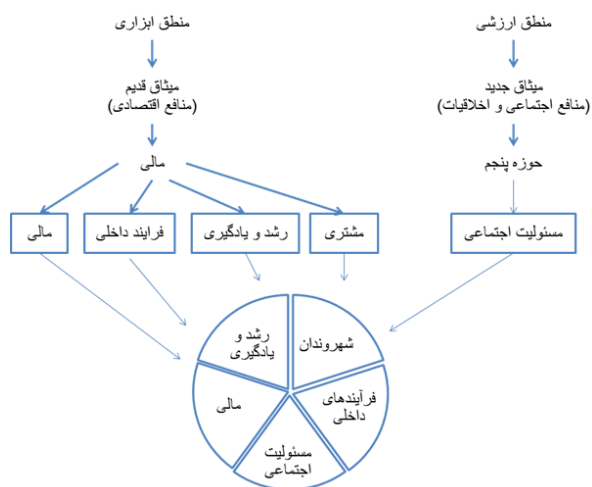 منطق ارزشی
منطق ابزاری
میثاق جدید
(منافع اجتماعی و اخلاقیات)
میثاق قدیم
(منافع اقتصادی)
حوزه پنجم
مالی
مسئولیت اجتماعی
مشتری
رشد و یادگیری
فرایند داخلی
مالی
شهروندان
رشد و
یادگیری
فرآیندهای
داخلی
مالی
مسئولیت
اجتماعی